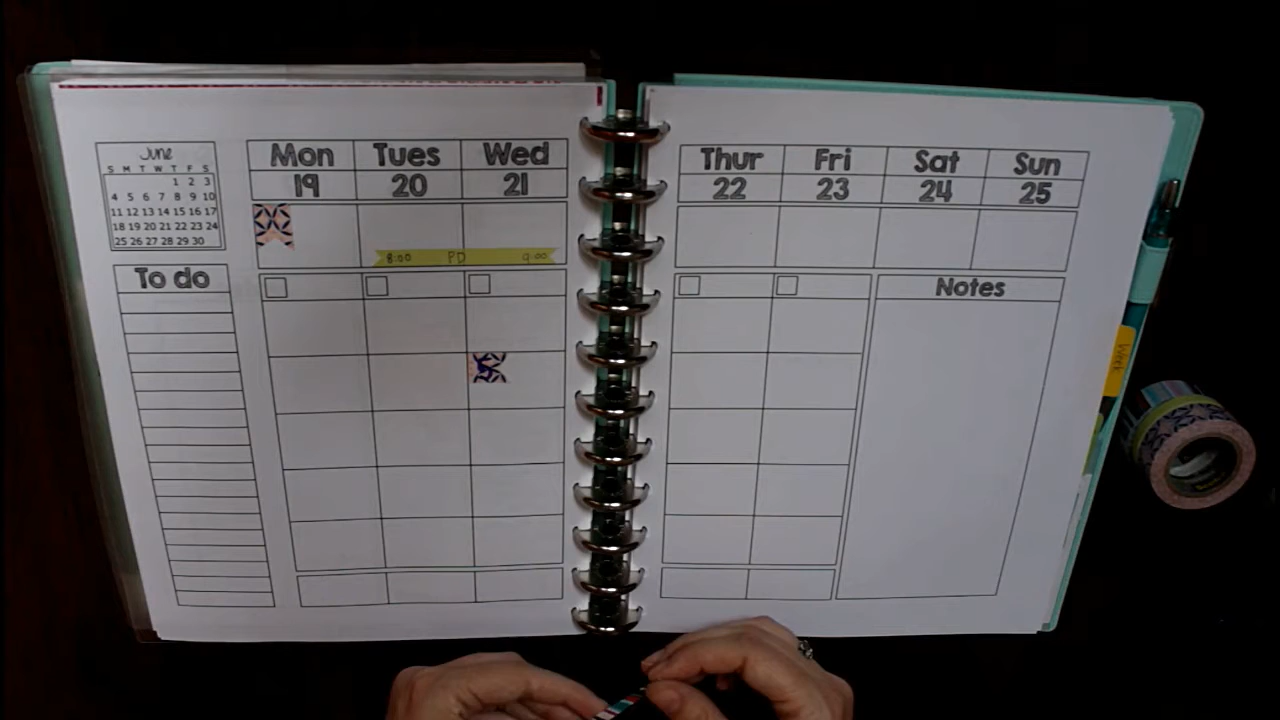 June
S M T W T F S
1 2 3
4 5 6 7 8 9 10
11 12 13 14 15 16 17
18 19 20 21 22 23 24
25 26 27 28 29 30
To do
Mon Tues Wed
19 20 21
8:00 PD 9:00
Thur Fri Sat Sun
22 23 24 25
Notes
Week